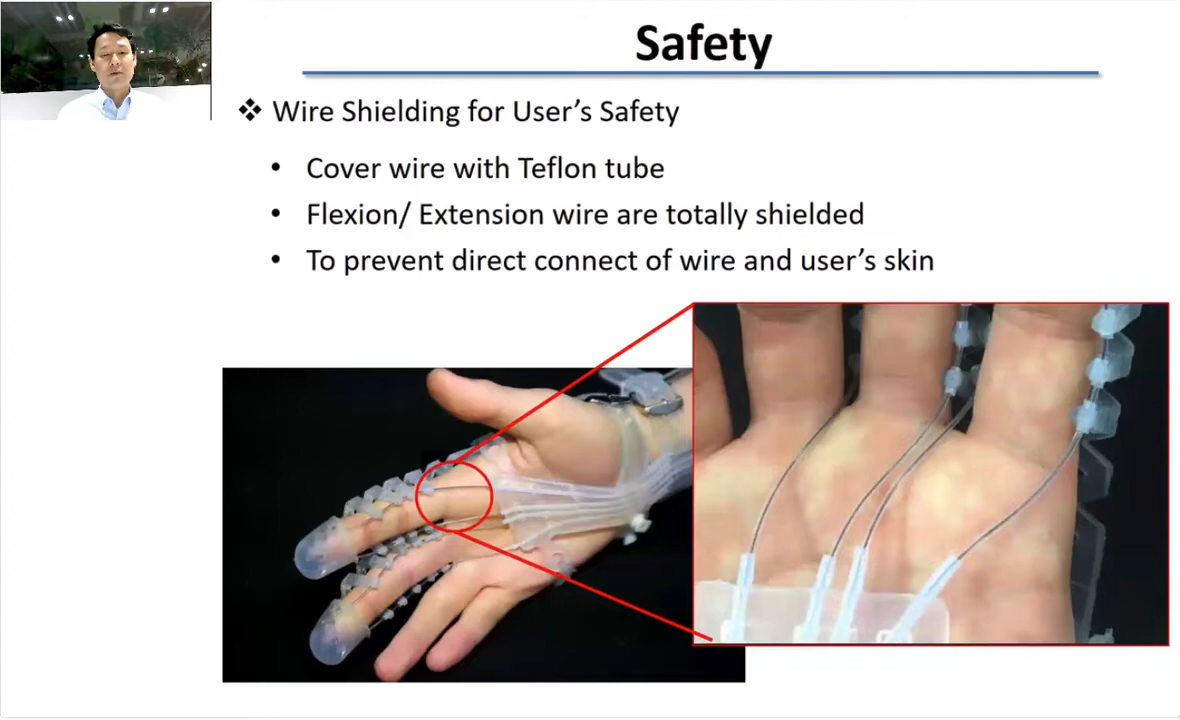 Safety
❖ Wire Shielding for User's Safety
• Cover wire with Teflon tube
• Flexion/ Extension wire are totally shielded
• To prevent direct connect of wire and user's skin